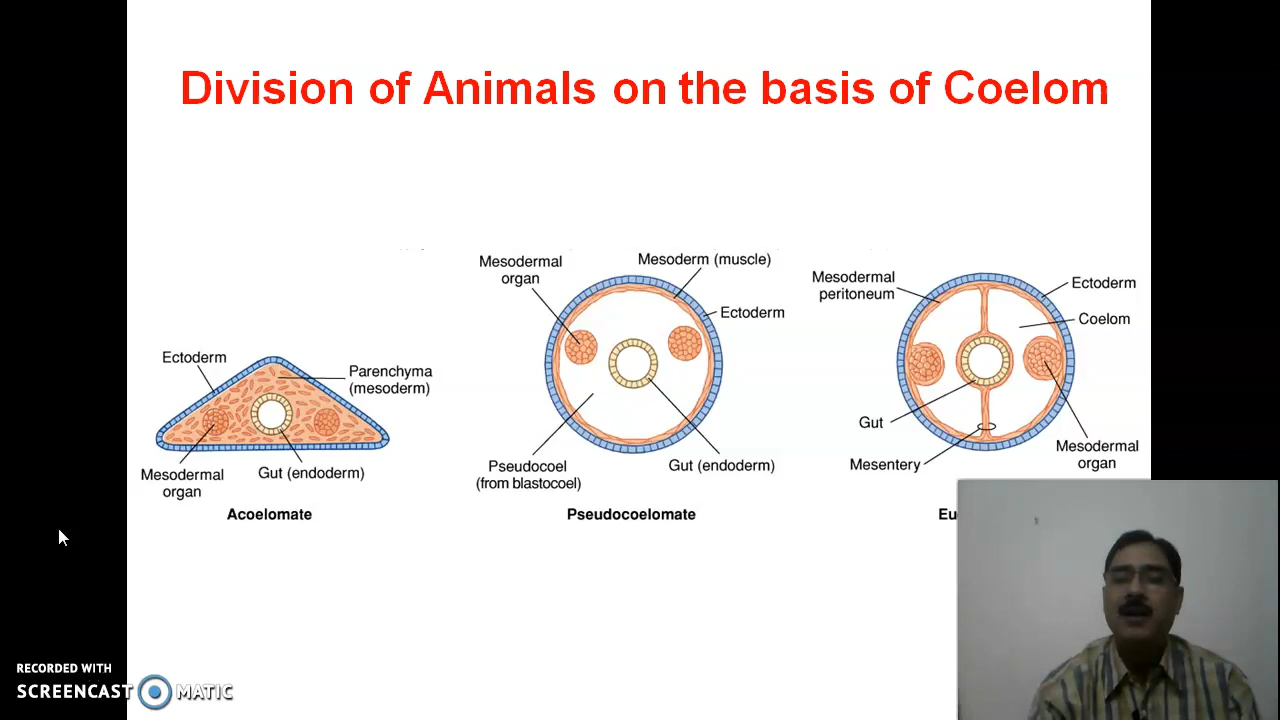 Division of Animals on the basis of Coelom
Ectoderm
Parenchyma
(mesoderm)
Mesodermal
organ
Gut (endoderm)
Acoelomate
Mesodermal
organ
Mesoderm (muscle)
Ectoderm
Pseudocoel
(from blastocoel)
Gut (endoderm)
Pseudocoelomate
Mesodermal
peritoneum
Ectoderm
Coelom
Gut
Mesentery
Mesodermal
organ
Eu
RECORDED WITH
SCREENCAST MATIC